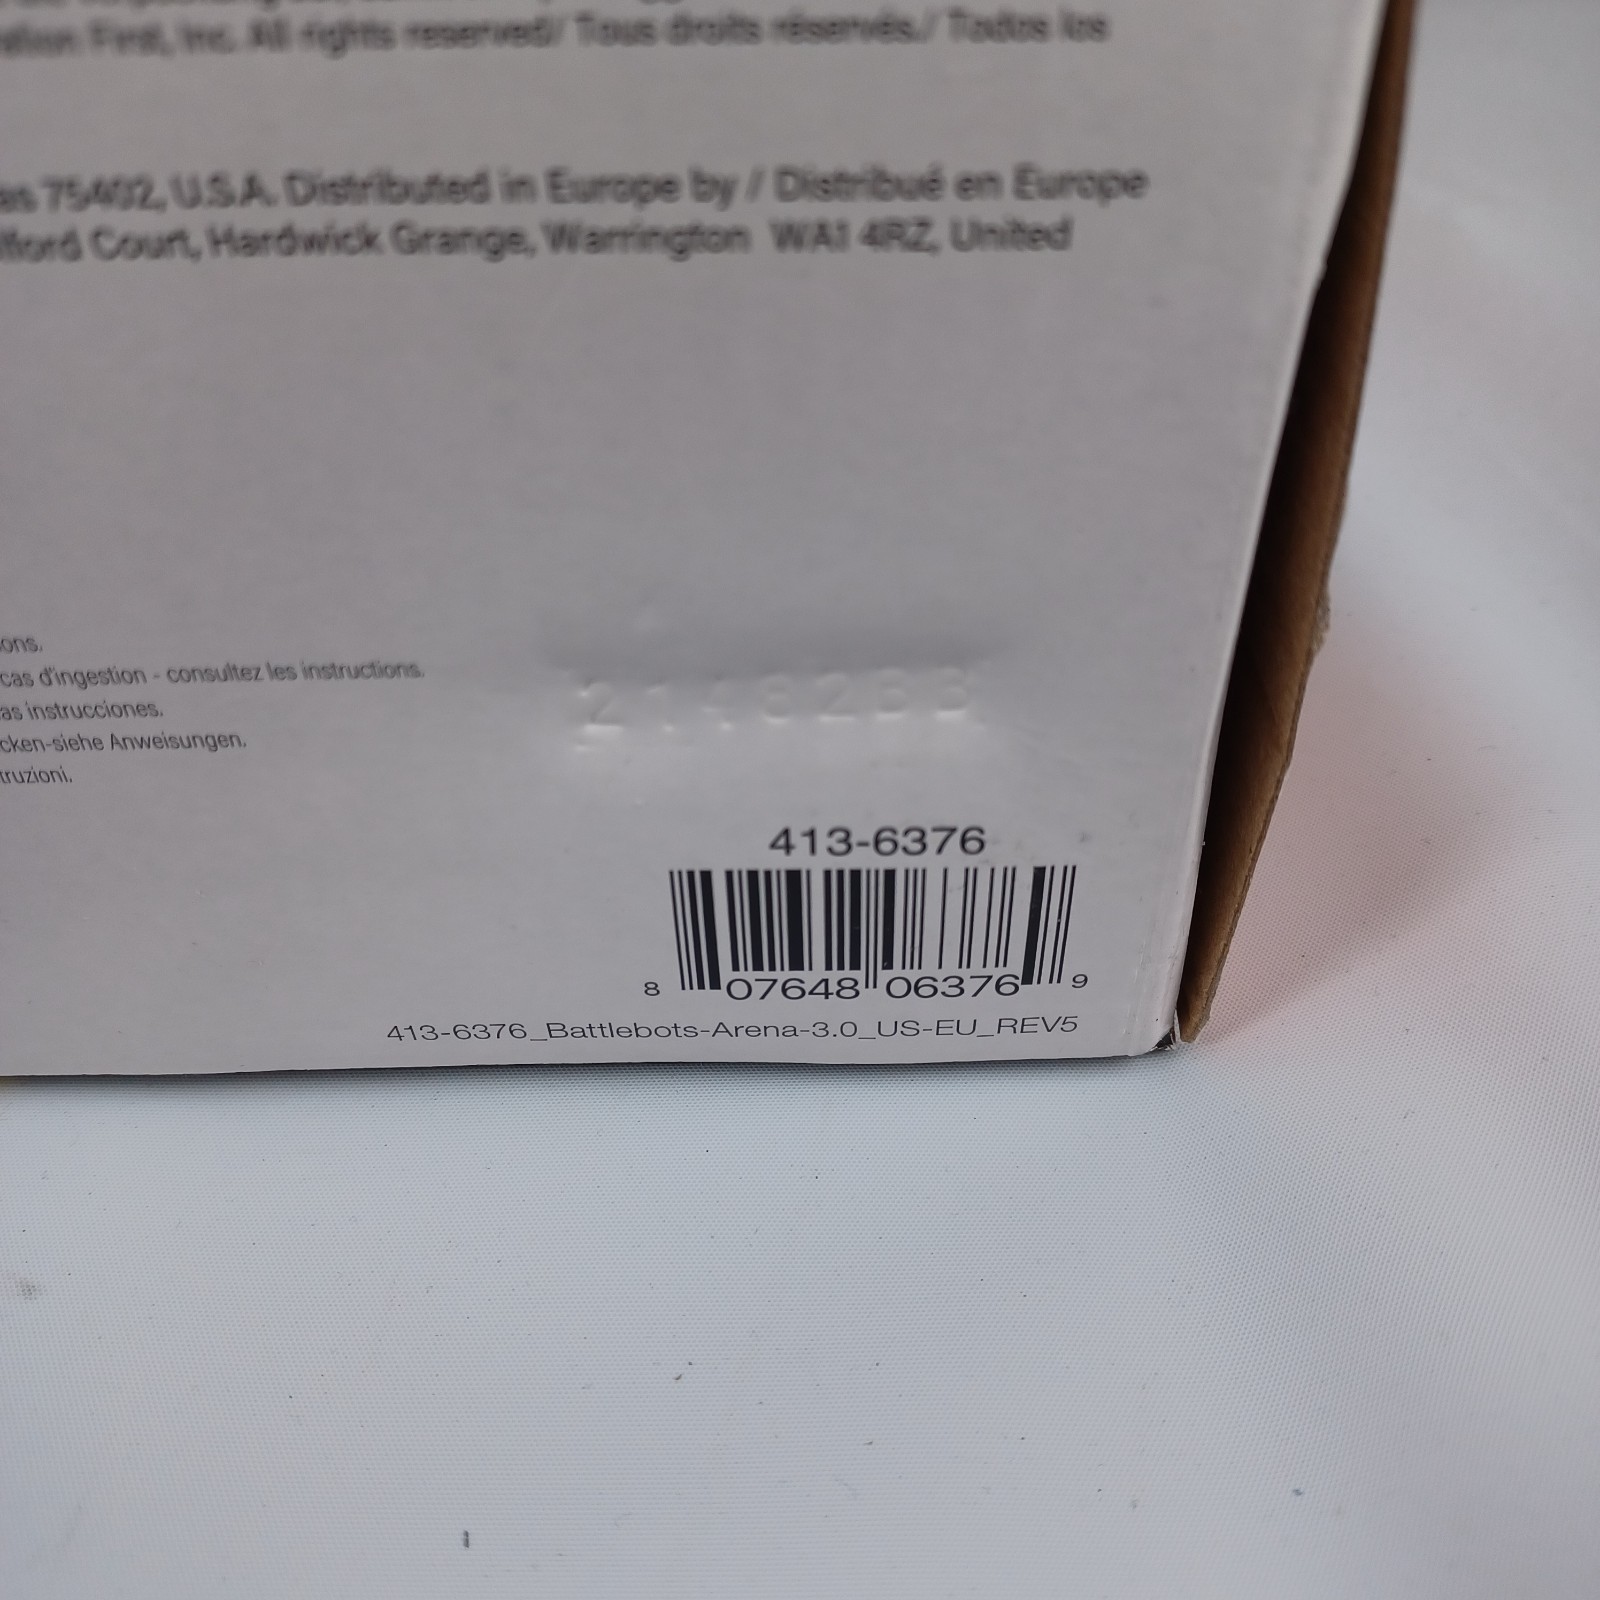 ation First, Inc. All rights reserved/ Tous droits réservés./ Todos los
as 75402, U.S.A. Distributed in Europe by / Distribué en Europe
lford Court, Hardwick Grange, Warrington WA1 4RZ, United
ons.
cas d'ingestion - consultez les instructions.
as instrucciones.
cken-siehe Anweisungen.
truzioni.
413-6376
8 07648 06376 9
413-6376_Battlebots-Arena-3.0_US-EU_REV5